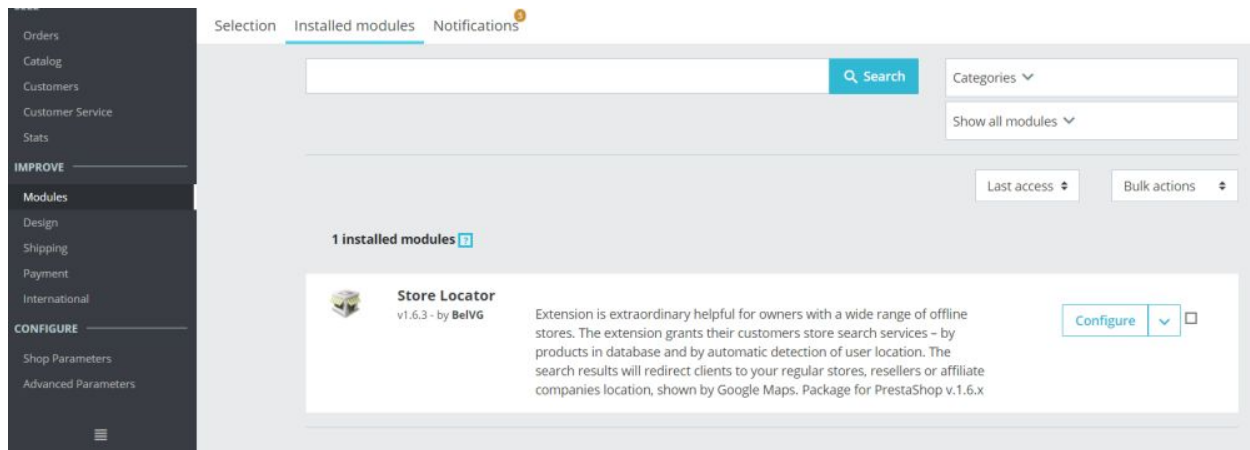 Orders
Catalog
Customers
Customer Service
Stats
IMPROVE
Modules
Design
Shipping
Payment
International
CONFIGURE
Shop Parameters
Advanced Parameters
Selection Installed modules Notifications
Search
Categories
Show all modules
Last access
Bulk actions
1 installed modules ?
Store Locator
v1.6.3 - by BelVG
Extension is extraordinary helpful for owners with a wide range of offline
stores. The extension grants their customers store search services – by
products in database and by automatic detection of user location. The
search results will redirect clients to your regular stores, resellers or affiliate
companies location, shown by Google Maps. Package for PrestaShop v.1.6.x
Configure